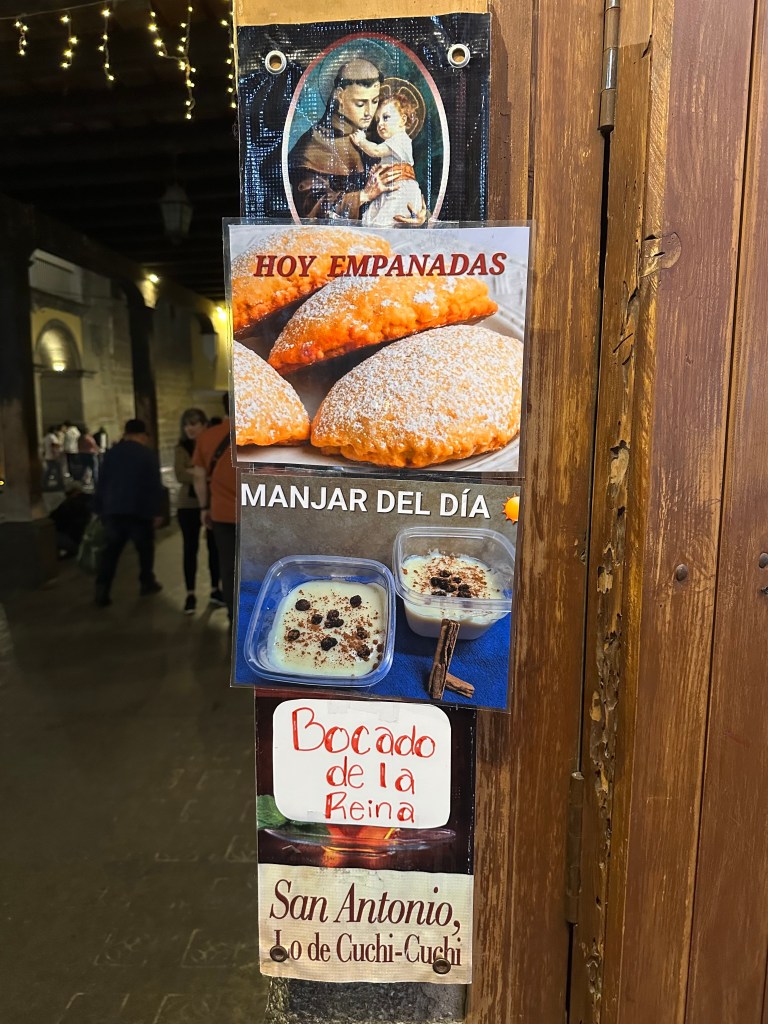 HOY EMPANADAS
MANJAR DEL DÍA
Bocado
de la
Reina
San Antonio,
Lo de Cuchi-Cuchi